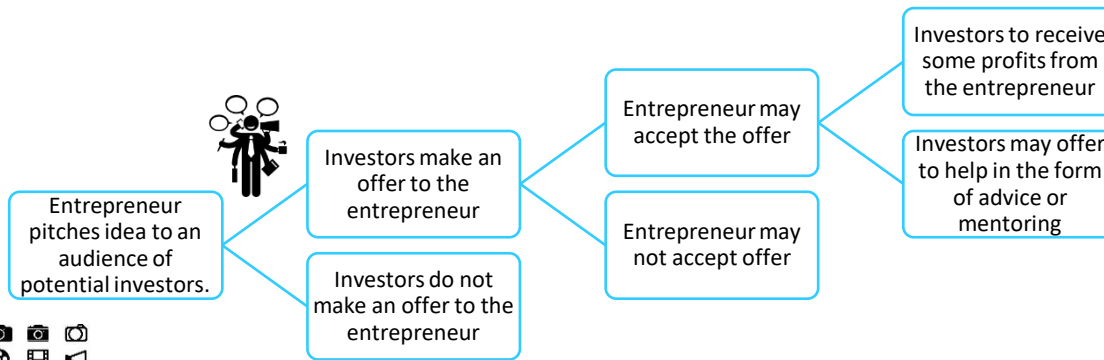 Entrepreneur
pitches idea to an
audience of
potential investors.
Investors make an
offer to the
entrepreneur
Investors do not
make an offer to the
entrepreneur
Entrepreneur may
accept the offer
Entrepreneur may
not accept offer
Investors to receive
some profits from
the entrepreneur
Investors may offer
to help in the form
of advice or
mentoring